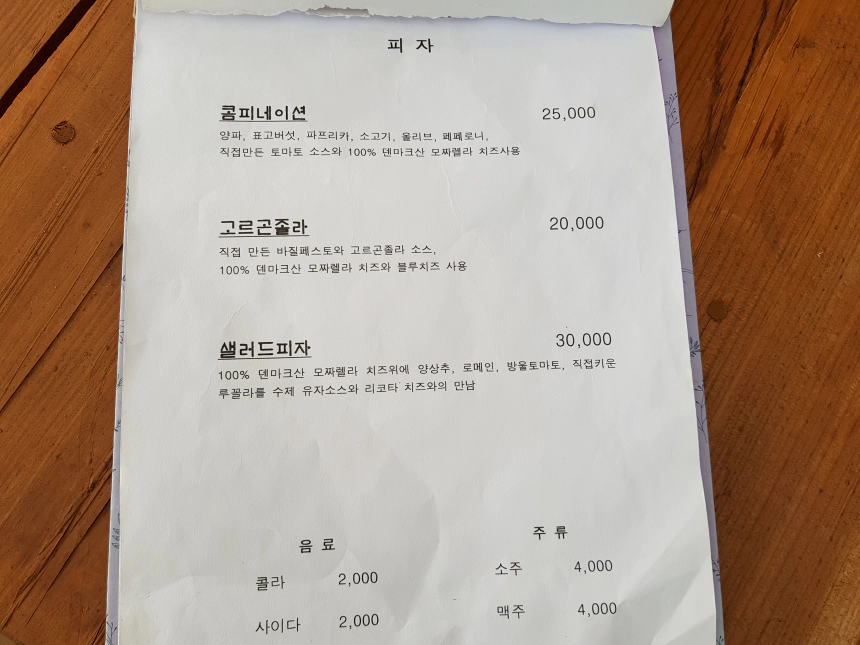 피 자
콤피네이션 25,000
양파, 표고버섯, 파프리카, 소고기, 올리브, 페페로니,
직접만든 토마토 소스와 100% 덴마크산 모짜렐라 치즈사용
고르곤졸라 20,000
직접 만든 바질페스토와 고르곤졸라 소스,
100% 덴마크산 모짜렐라 치즈와 블루치즈 사용
샐러드피자 30,000
100% 덴마크산 모짜렐라 치즈위에 양상추, 로메인, 방울토마토, 직접키운
루꼴라를 수제 유자소스와 리코타 치즈와의 만남
음 료
콜라 2,000
사이다 2,000
주 류
소주 4,000
맥주 4,000